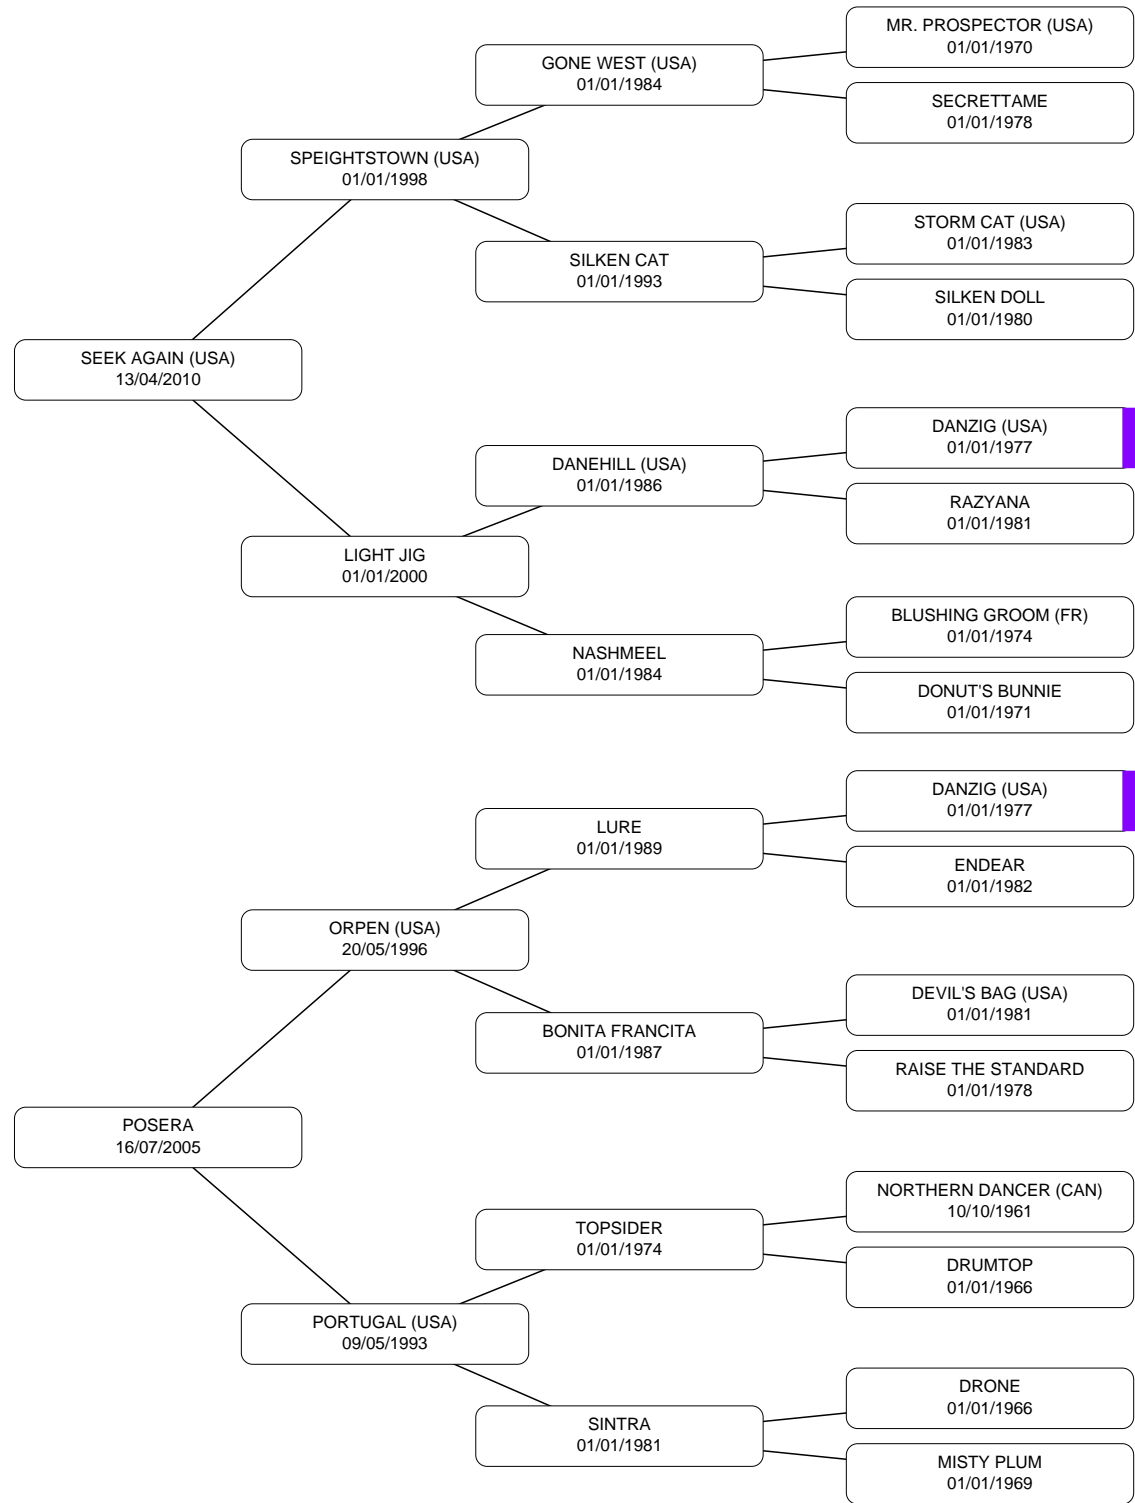 MR. PROSPECTOR (USA)
01/01/1970
GONE WEST (USA)
01/01/1984
SECRETTAME
01/01/1978
SPEIGHTSTOWN (USA)
01/01/1998
STORM CAT (USA)
01/01/1983
SILKEN CAT
01/01/1993
SILKEN DOLL
01/01/1980
SEEK AGAIN (USA)
13/04/2010
DANZIG (USA)
01/01/1977
DANEHILL (USA)
01/01/1986
RAZYANA
01/01/1981
LIGHT JIG
01/01/2000
BLUSHING GROOM (FR)
01/01/1974
NASHMEEL
01/01/1984
DONUT'S BUNNIE
01/01/1971
DANZIG (USA)
01/01/1977
LURE
01/01/1989
ENDEAR
01/01/1982
ORPEN (USA)
20/05/1996
DEVIL'S BAG (USA)
01/01/1981
BONITA FRANCITA
01/01/1987
RAISE THE STANDARD
01/01/1978
POSERA
16/07/2005
NORTHERN DANCER (CAN)
10/10/1961
TOPSIDER
01/01/1974
DRUMTOP
01/01/1966
PORTUGAL (USA)
09/05/1993
DRONE
01/01/1966
SINTRA
01/01/1981
MISTY PLUM
01/01/1969